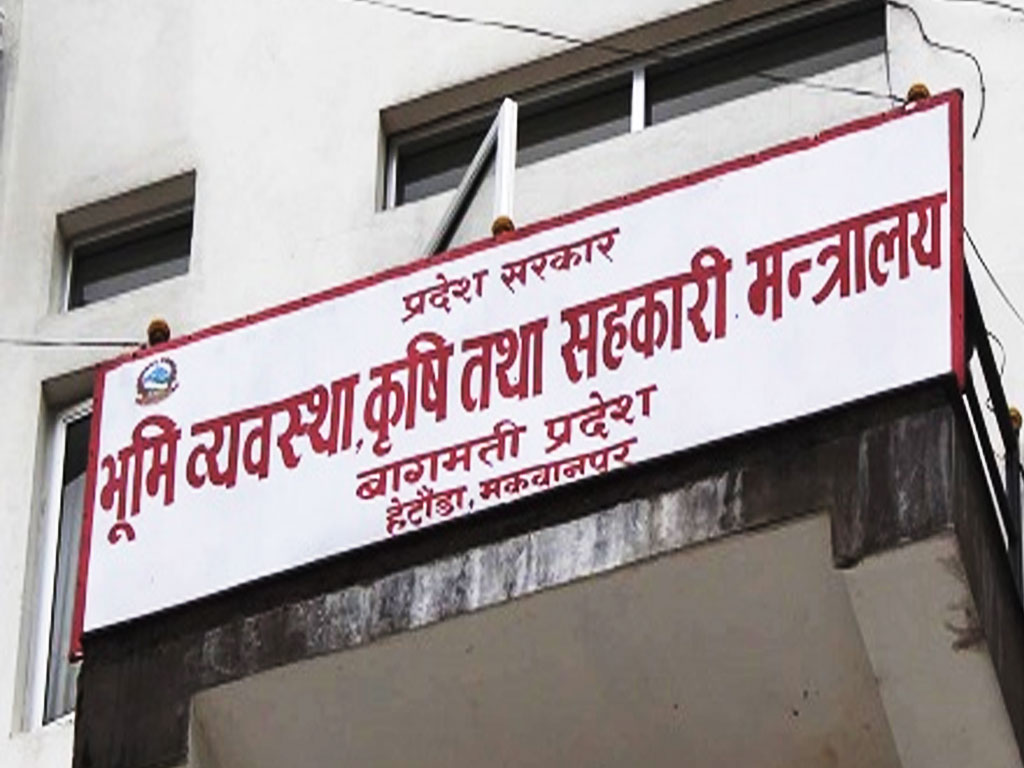 प्रदेश सरकार
भूमि व्यवस्था,कृषि तथा सहकारी मन्त्रालय
बागमती प्रदेश
हेटौंडा,मकवानपुर